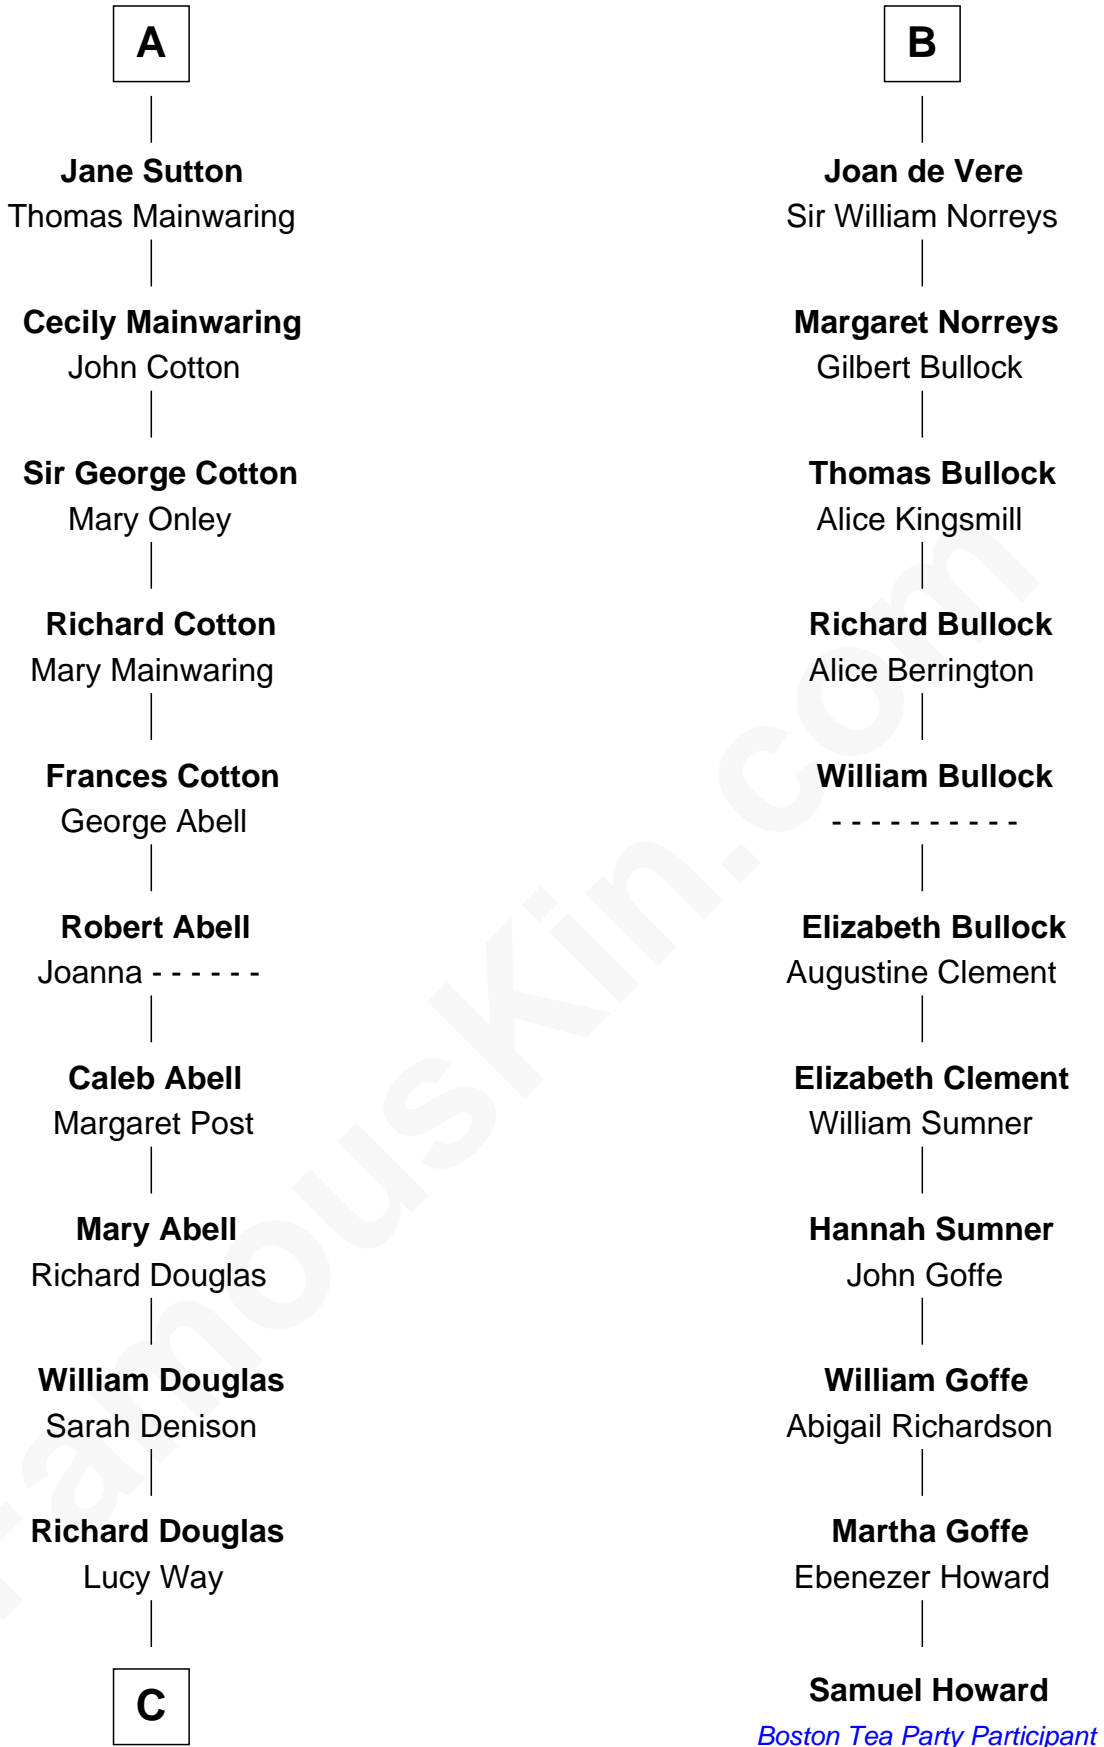 A
Jane Sutton
Thomas Mainwaring
Cecily Mainwaring
John Cotton
Sir George Cotton
Mary Onley
Richard Cotton
Mary Mainwaring
Frances Cotton
George Abell
Robert Abell
Joanna - - - - - -
Caleb Abell
Margaret Post
Mary Abell
Richard Douglas
William Douglas
Sarah Denison
Richard Douglas
Lucy Way
C
B
Joan de Vere
Sir William Norreys
Margaret Norreys
Gilbert Bullock
Thomas Bullock
Alice Kingsmill
Richard Bullock
Alice Berrington
William Bullock
- - - - - - - - - -
Elizabeth Bullock
Augustine Clement
Elizabeth Clement
William Sumner
Hannah Sumner
John Goffe
William Goffe
Abigail Richardson
Martha Goffe
Ebenezer Howard
Samuel Howard
Boston Tea Party Participant
FamousKin.com